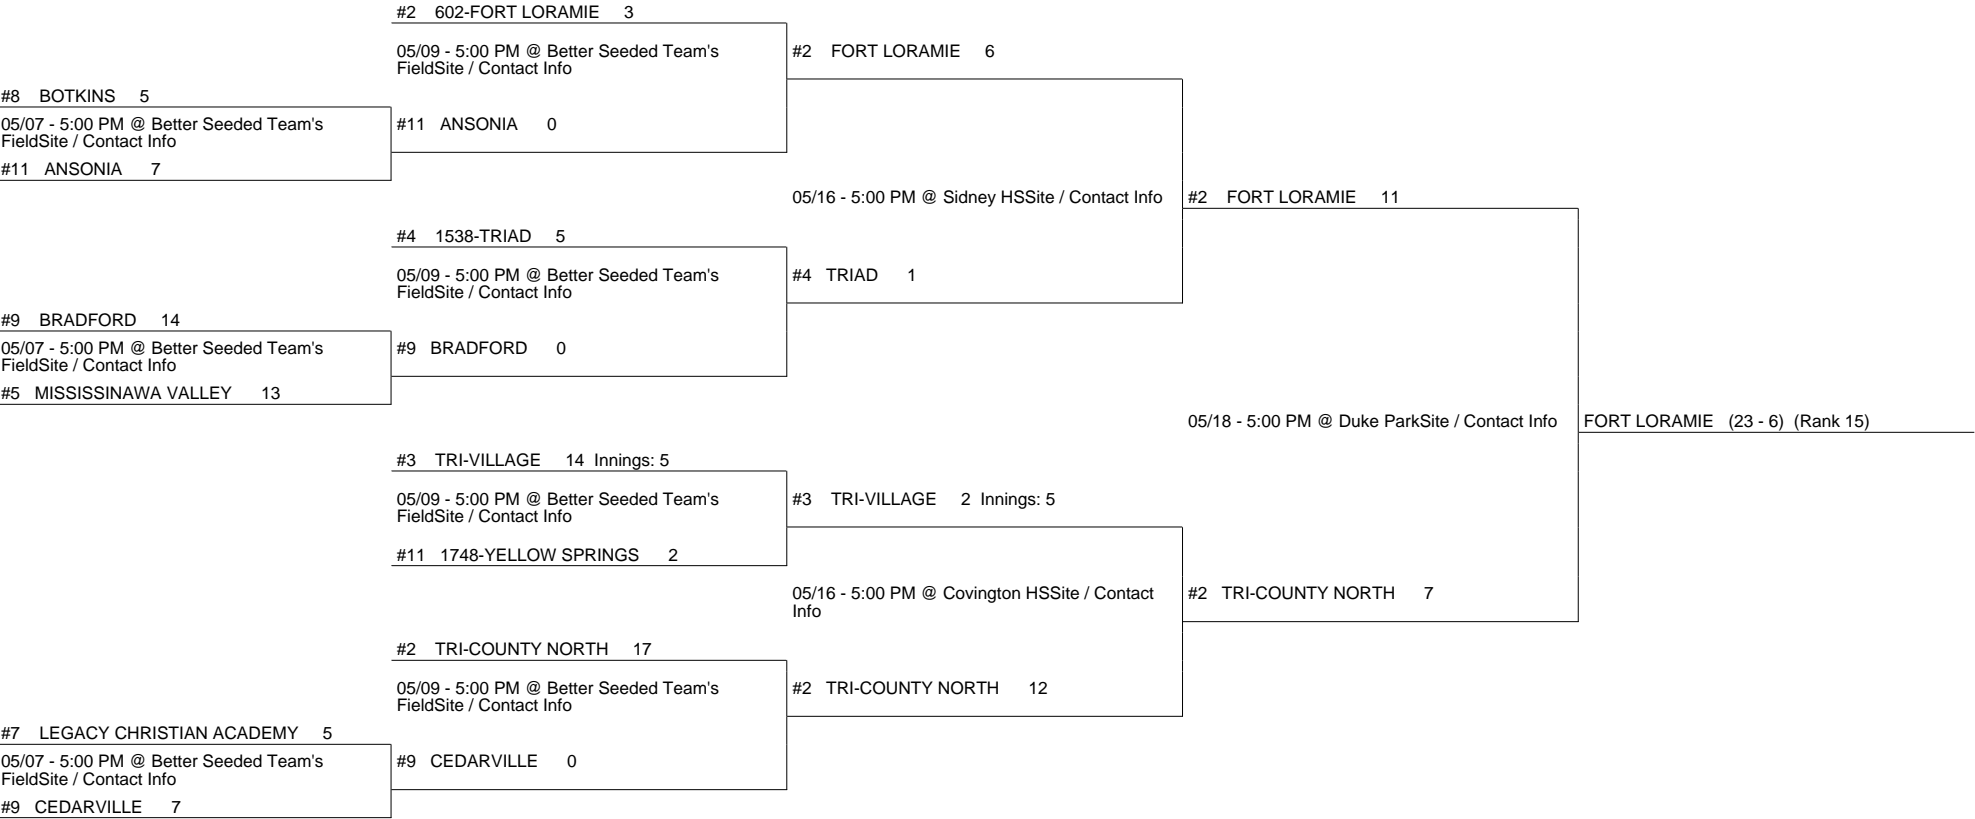 #2 602-FORT LORAMIE 3
05/09 - 5:00 PM @ Better Seeded Team's
FieldSite / Contact Info
#2 FORT LORAMIE 6
#8 BOTKINS 5
05/07 - 5:00 PM @ Better Seeded Team's
FieldSite / Contact Info
#11 ANSONIA 0
#11 ANSONIA 7
05/16 - 5:00 PM @ Sidney HSSite / Contact Info
#2 FORT LORAMIE 11
#4 1538-TRIAD 5
05/09 - 5:00 PM @ Better Seeded Team's
FieldSite / Contact Info
#4 TRIAD 1
#9 BRADFORD 14
05/07 - 5:00 PM @ Better Seeded Team's
FieldSite / Contact Info
#9 BRADFORD 0
#5 MISSISSINAWA VALLEY 13
05/18 - 5:00 PM @ Duke ParkSite / Contact Info
FORT LORAMIE (23 - 6) (Rank 15)
#3 TRI-VILLAGE 14 Innings: 5
05/09 - 5:00 PM @ Better Seeded Team's
FieldSite / Contact Info
#3 TRI-VILLAGE 2 Innings: 5
#11 1748-YELLOW SPRINGS 2
05/16 - 5:00 PM @ Covington HSSite / Contact
Info
#2 TRI-COUNTY NORTH 7
#2 TRI-COUNTY NORTH 17
05/09 - 5:00 PM @ Better Seeded Team's
FieldSite / Contact Info
#2 TRI-COUNTY NORTH 12
#7 LEGACY CHRISTIAN ACADEMY 5
05/07 - 5:00 PM @ Better Seeded Team's
FieldSite / Contact Info
#9 CEDARVILLE 0
#9 CEDARVILLE 7